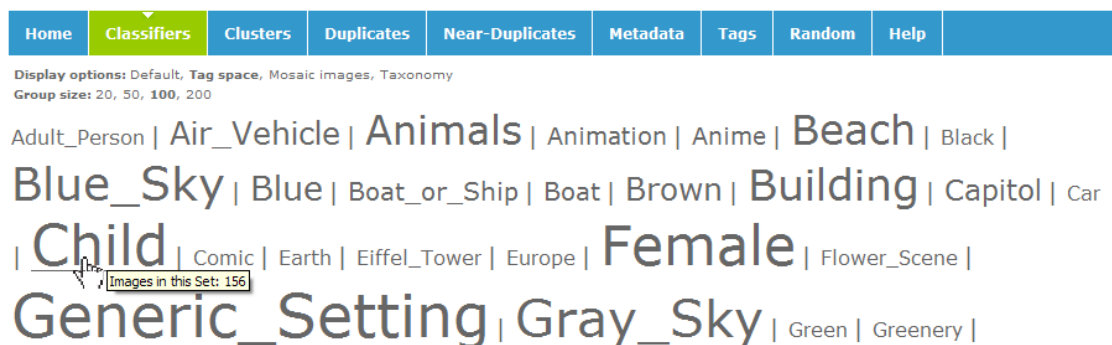 Home Classifiers Clusters Duplicates Near-Duplicates Metadata Tags Random Help
Display options: Default, Tag space, Mosaic images, Taxonomy
Group size: 20, 50, 100, 200
Adult_Person | Air_Vehicle | Animals | Animation | Anime | Beach | Black |
Blue_Sky | Blue | Boat_or_Ship | Boat | Brown | Building | Capitol | Car
| Child | Comic | Earth | Eiffel_Tower | Europe | Female | Flower_Scene |
Images in this Set: 156
Generic_Setting | Gray_Sky | Green | Greenery |